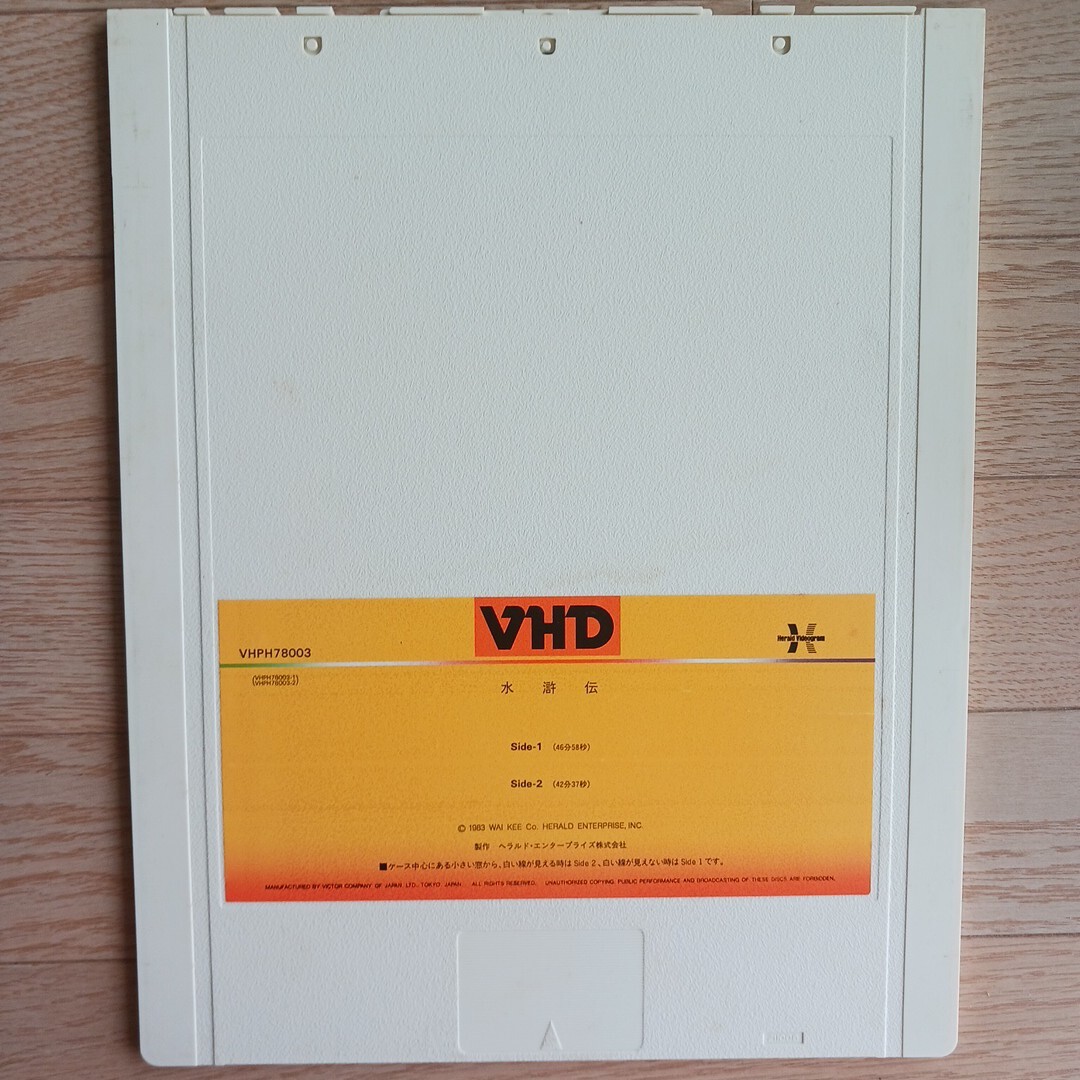 VHD
Herald Videogram
VHPH78003
(VHPH78003-1)
(VHPH78003-2)
水滸伝
Side-1 (46分58秒)
Side-2 (42分37秒)
© 1983 WAI KEE Co. HERALD ENTERPRISE, INC.
製作 ヘラルド・エンタープライズ株式会社
■ケース中心にある小さい窓から、白い線が見える時は Side 2、白い線が見えない時は Side 1 です。
MANUFACTURED BY VICTOR COMPANY OF JAPAN, LTD., TOKYO, JAPAN. ALL RIGHTS RESERVED. UNAUTHORIZED COPYING, PUBLIC PERFORMANCE AND BROADCASTING OF THESE DISCS ARE FORBIDDEN.